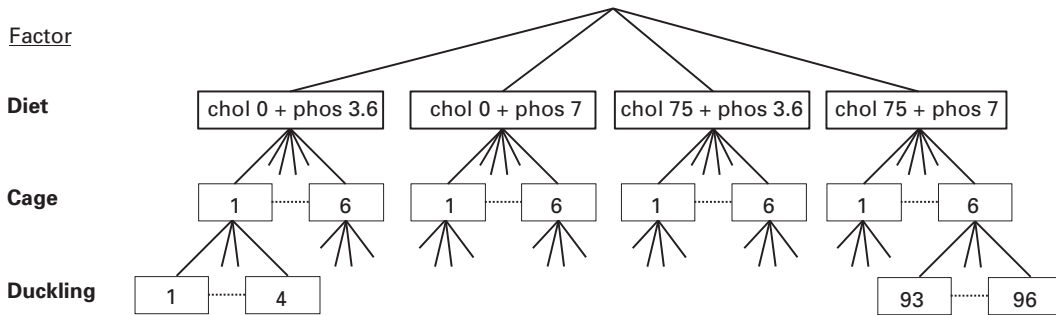 Factor
Diet chol 0 + phos 3.6 chol 0 + phos 7 chol 75 + phos 3.6 chol 75 + phos 7
Cage 1 6 1 6 1 6 1 6
Duckling 1 4 93 96